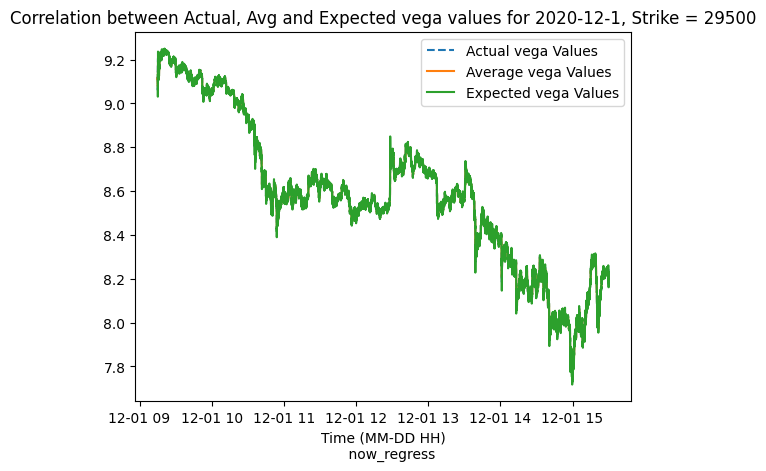 Correlation between Actual, Avg and Expected vega values for 2020-12-1, Strike = 29500
Actual vega Values
Average vega Values
Expected vega Values
9.2
9.0
8.8
8.6
8.4
8.2
8.0
7.8
12-01 09 12-01 10 12-01 11 12-01 12 12-01 13 12-01 14 12-01 15
Time (MM-DD HH)
now_regress